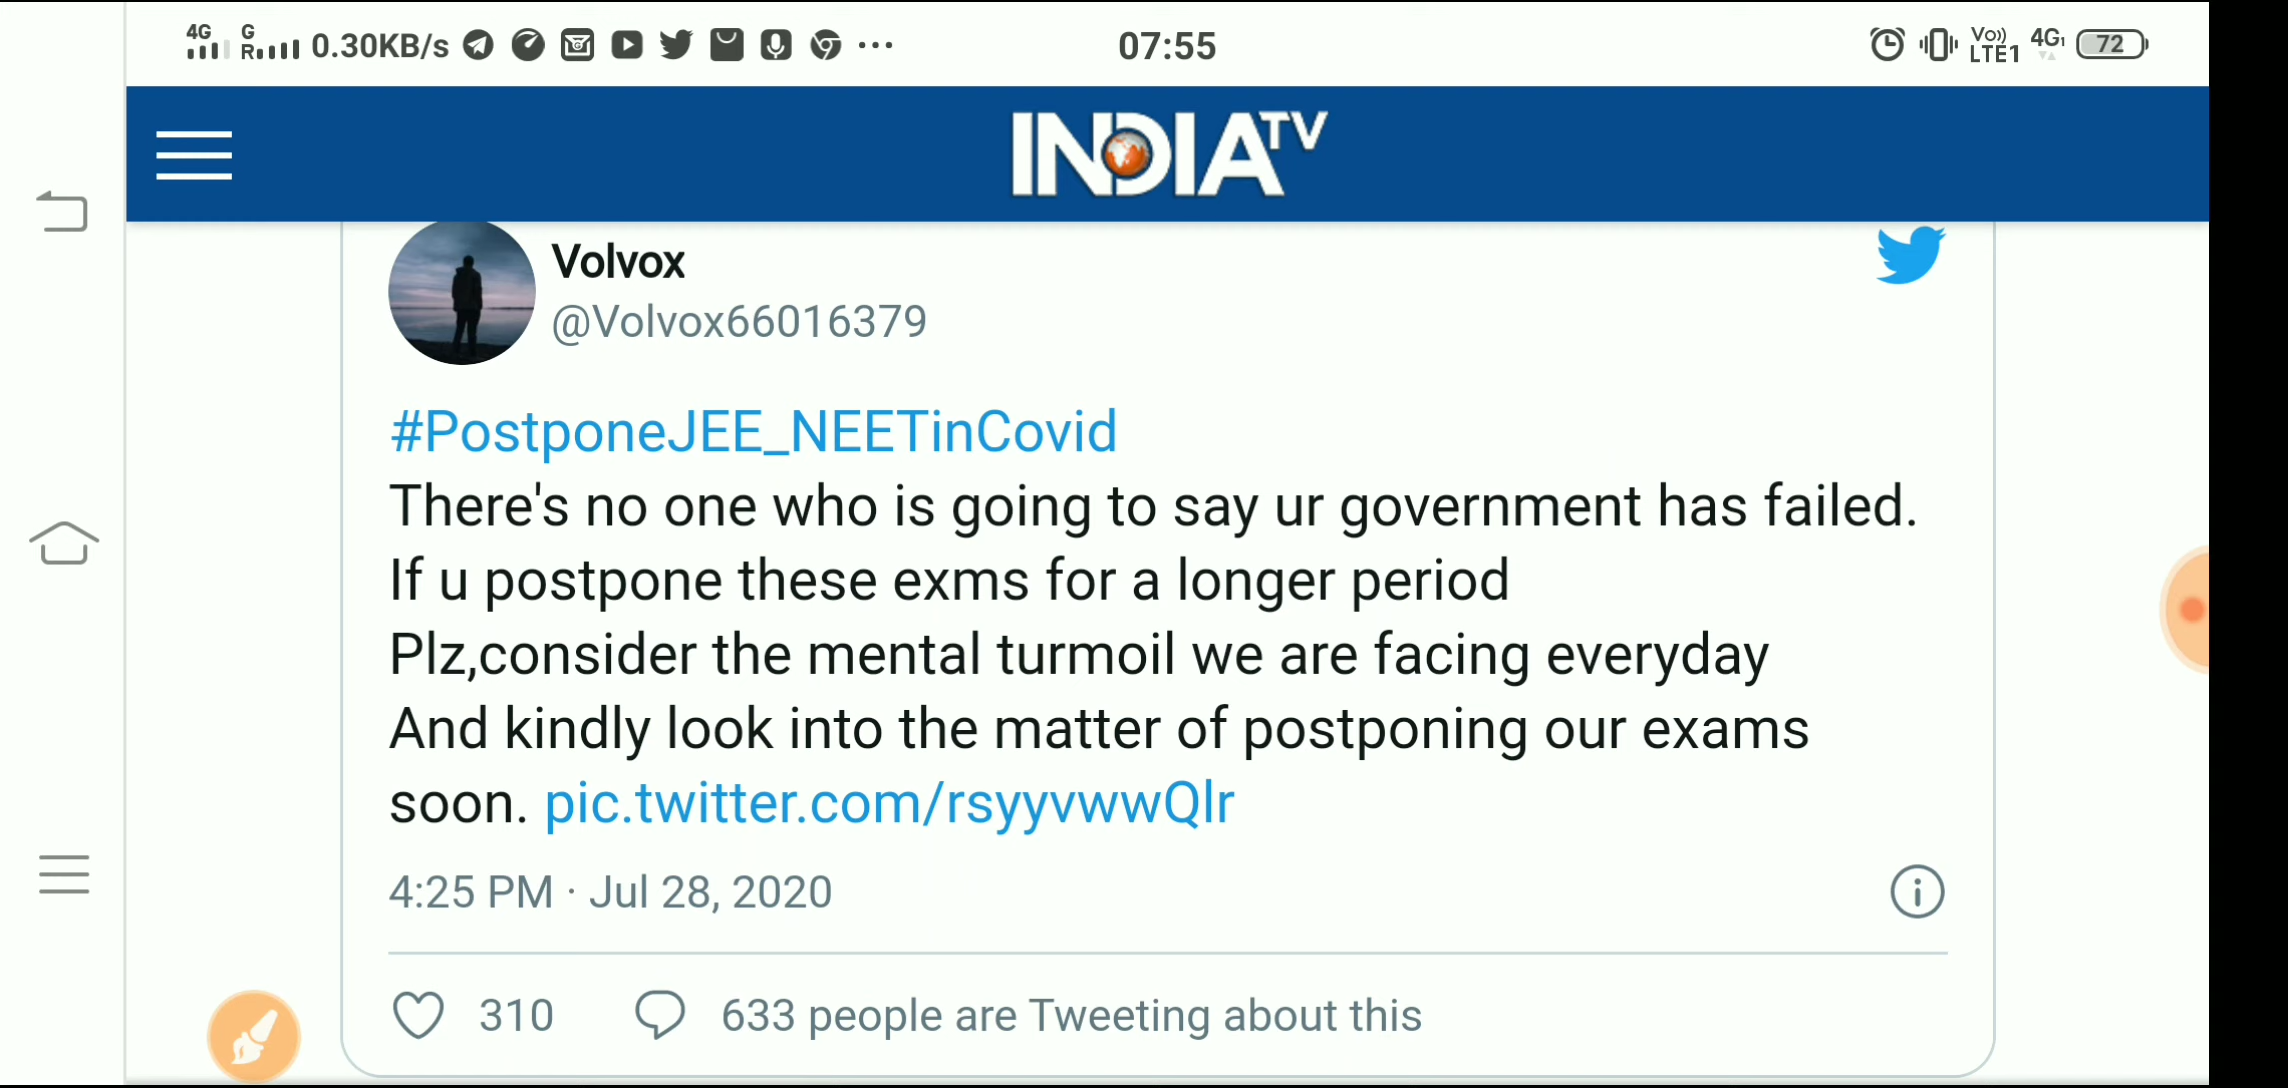 4G G R 0.30KB/s 07:55 Vo)) LTE1 4G1 72
INDIA TV
Volvox
@Volvox66016379
#PostponeJEE_NEETinCovid
There's no one who is going to say ur government has failed.
If u postpone these exms for a longer period
Plz,consider the mental turmoil we are facing everyday
And kindly look into the matter of postponing our exams
soon. pic.twitter.com/rsyyvwwQlr
4:25 PM · Jul 28, 2020
310 633 people are Tweeting about this